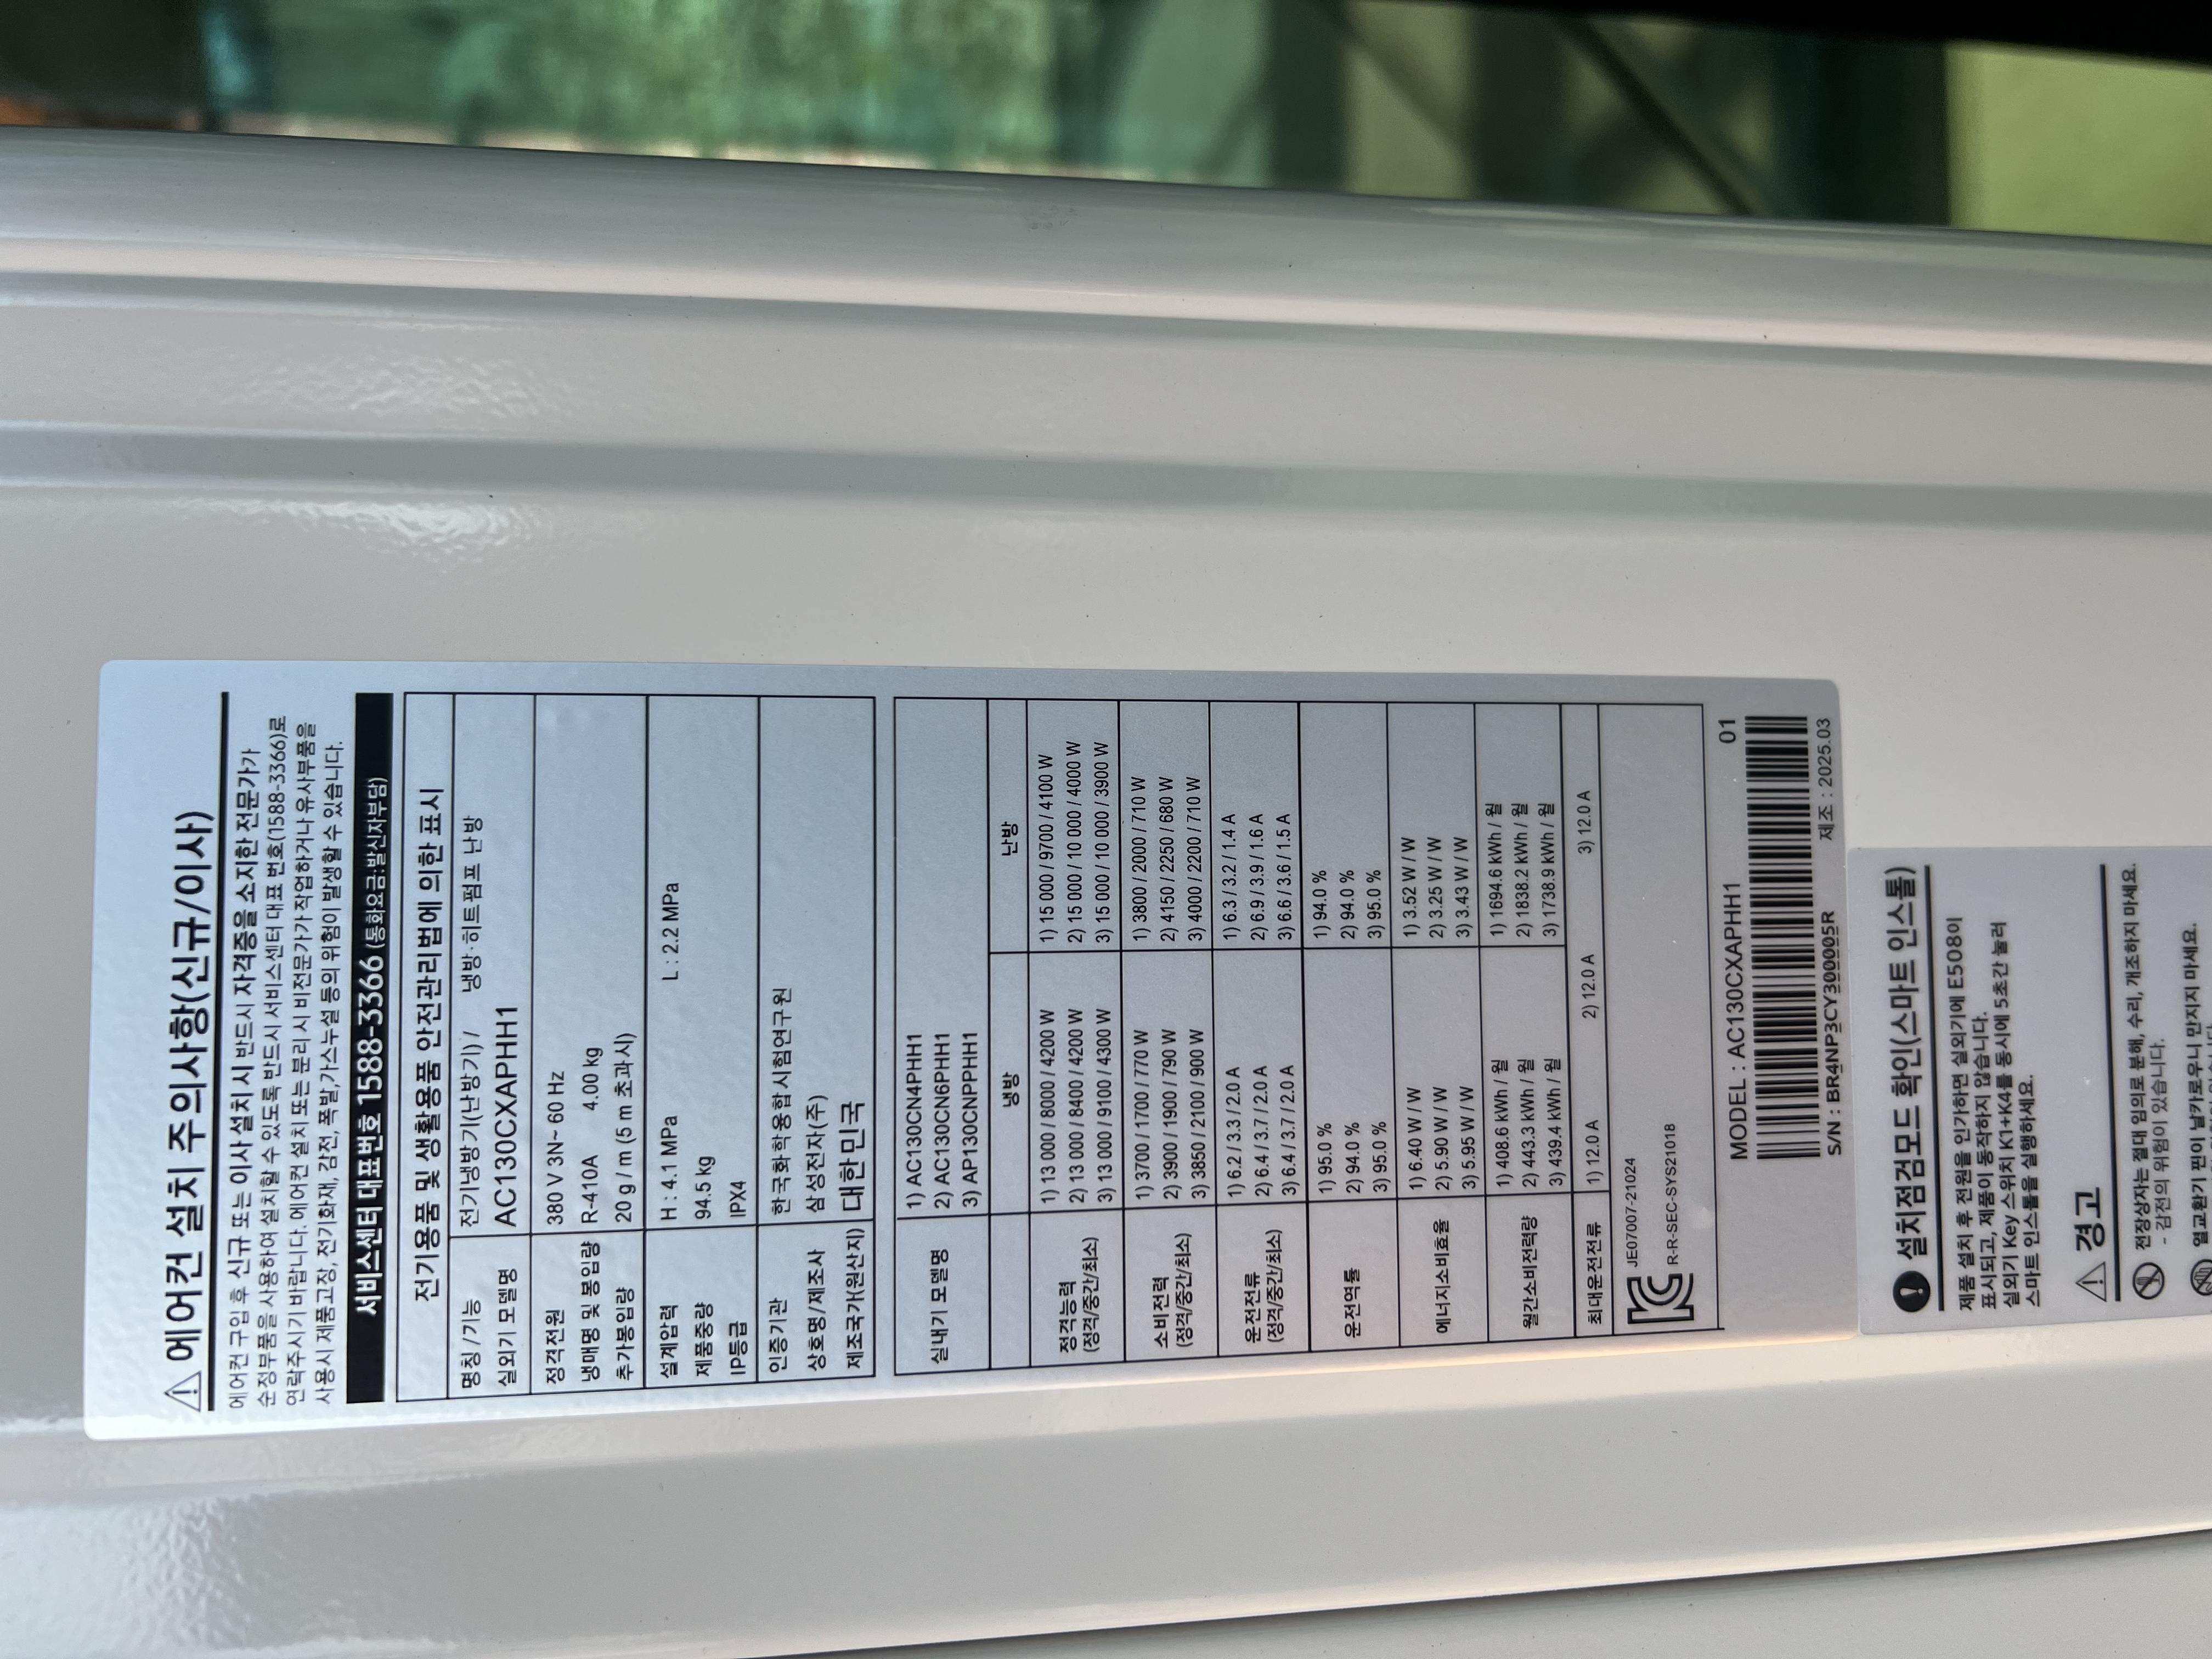 에어컨 설치 주의사항(신규/이사)
에어컨 구입 후 신규 또는 이사 설치 시 반드시 자격증을 소지한 전문가가
순정부품을 사용하여 설치할 수 있도록 반드시 서비스센터 대표 번호(1588-3366)로
연락주시기 바랍니다. 에어컨 설치 또는 분리 시 비전문가가 작업하거나 유사부품을
사용시 제품고장, 전기화재, 감전, 폭발,가스누설 등의 위험이 발생할 수 있습니다.
서비스센터 대표번호 1588-3366 (통화요금:발신자부담)
전기용품 및 생활용품 안전관리법에 의한 표시
명칭/기능 전기냉방기(난방기) / 냉방·히트펌프 난방
실외기 모델명 AC130CXAPHH1
정격전원 380 V 3N~ 60 Hz
냉매명 및 봉입량 R-410A 4.00 kg
추가봉입량 20 g / m (5 m 초과시)
설계압력 H : 4.1 MPa L : 2.2 MPa
제품중량 94.5 kg
IP등급 IPX4
인증기관 한국화학융합시험연구원
상호명/제조사 삼성전자(주)
제조국가(원산지) 대한민국
실내기 모델명
1) AC130CN4PHH1
2) AC130CN6PHH1
3) AP130CNPPHH1
냉방 난방
정격능력
(정격/중간/최소)
1) 13 000 / 8000 / 4200 W 1) 15 000 / 9700 / 4100 W
2) 13 000 / 8400 / 4200 W 2) 15 000 / 10 000 / 4000 W
3) 13 000 / 9100 / 4300 W 3) 15 000 / 10 000 / 3900 W
소비전력
(정격/중간/최소)
1) 3700 / 1700 / 770 W 1) 3800 / 2000 / 710 W
2) 3900 / 1900 / 790 W 2) 4150 / 2250 / 680 W
3) 3850 / 2100 / 900 W 3) 4000 / 2200 / 710 W
운전전류
(정격/중간/최소)
1) 6.2 / 3.3 / 2.0 A 1) 6.3 / 3.2 / 1.4 A
2) 6.4 / 3.7 / 2.0 A 2) 6.9 / 3.9 / 1.6 A
3) 6.4 / 3.7 / 2.0 A 3) 6.6 / 3.6 / 1.5 A
운전역률
1) 95.0 % 1) 94.0 %
2) 94.0 % 2) 94.0 %
3) 95.0 % 3) 95.0 %
에너지소비효율
1) 6.40 W / W 1) 3.52 W / W
2) 5.90 W / W 2) 3.25 W / W
3) 5.95 W / W 3) 3.43 W / W
월간소비전력량
1) 408.6 kWh / 월 1) 1694.6 kWh / 월
2) 443.3 kWh / 월 2) 1838.2 kWh / 월
3) 439.4 kWh / 월 3) 1738.9 kWh / 월
최대운전전류 1) 12.0 A 2) 12.0 A 3) 12.0 A
JE07007-21024
R-R-SEC-SYS21018
MODEL : AC130CXAPHH1 01
S/N : BR4NP3CY300005R 제조 : 2025.03
설치점검모드 확인(스마트 인스톨)
제품 설치 후 전원을 인가하면 실외기에 E508이
표시되고, 제품이 동작하지 않습니다.
실외기 Key 스위치 K1+K4를 동시에 5초간 눌러
스마트 인스톨을 실행하세요.
경고
전장상자는 절대 임의로 분해, 수리, 개조하지 마세요.
- 감전의 위험이 있습니다.
열교환기 핀이 날카로우니 만지지 마세요.